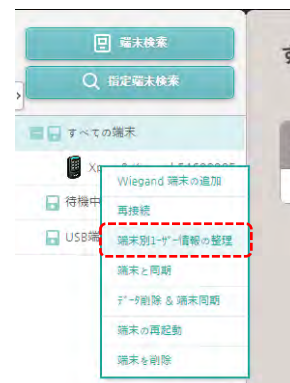 端末検索
指定端末検索
すべての端末
待機中
Wiegand 端末の追加
再接続
USB端
端末別ﾕｰｻﾞｰ情報の整理
端末と同期
ﾃﾞｰﾀ削除 & 端末同期
端末の再起動
端末を削除